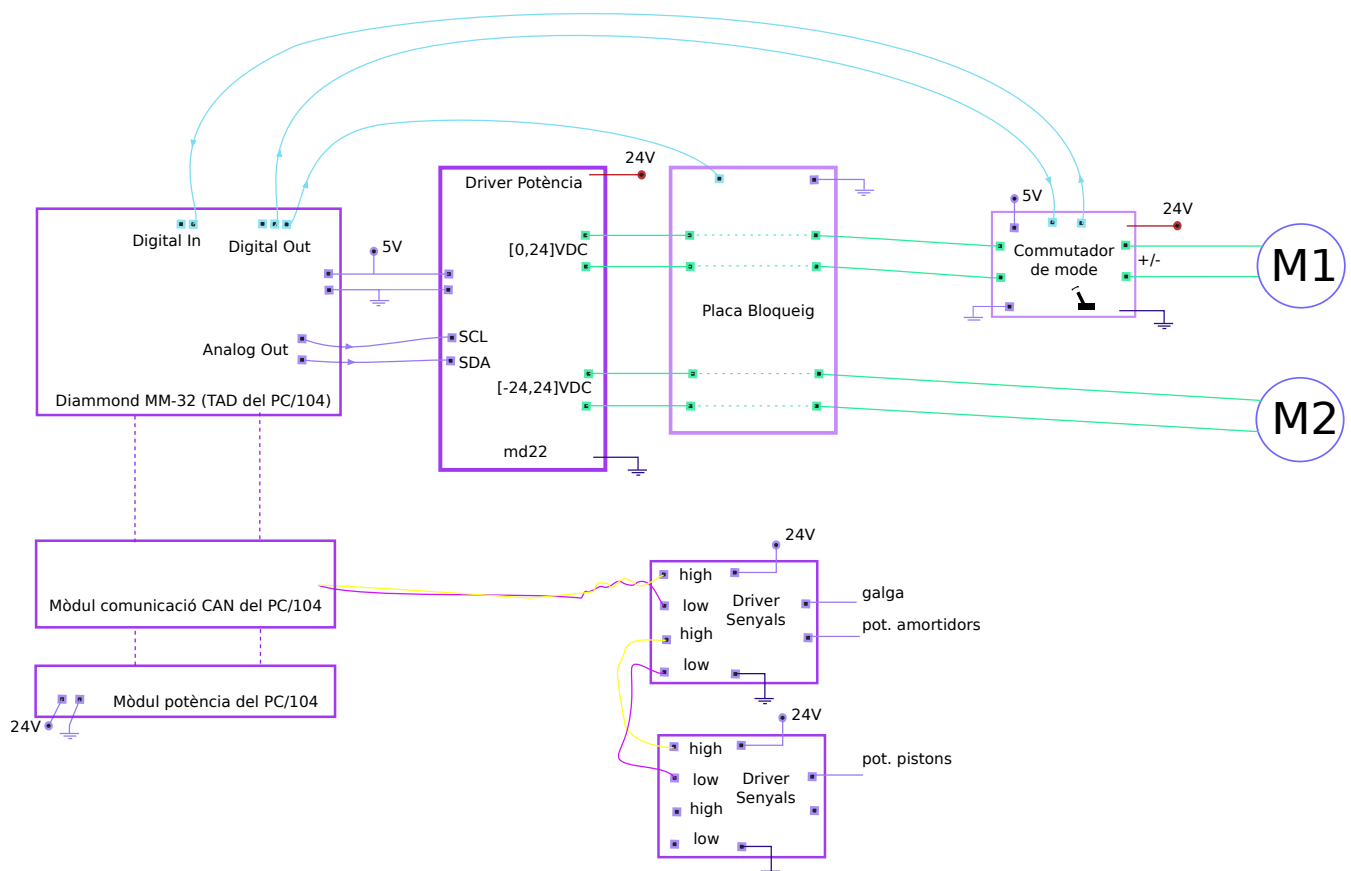 24V
Driver Potència
5V
24V
Digital In
Digital Out
5V
[0,24]VDC
Commutador
de mode
+/-
M1
Placa Bloqueig
Analog Out
SCL
SDA
[-24,24]VDC
Diammond MM-32 (TAD del PC/104)
M2
md22
24V
high
low
high
low
Driver
Senyals
galga
pot. amortidors
Mòdul comunicació CAN del PC/104
Mòdul potència del PC/104
24V
24V
high
low
high
low
Driver
Senyals
pot. pistons